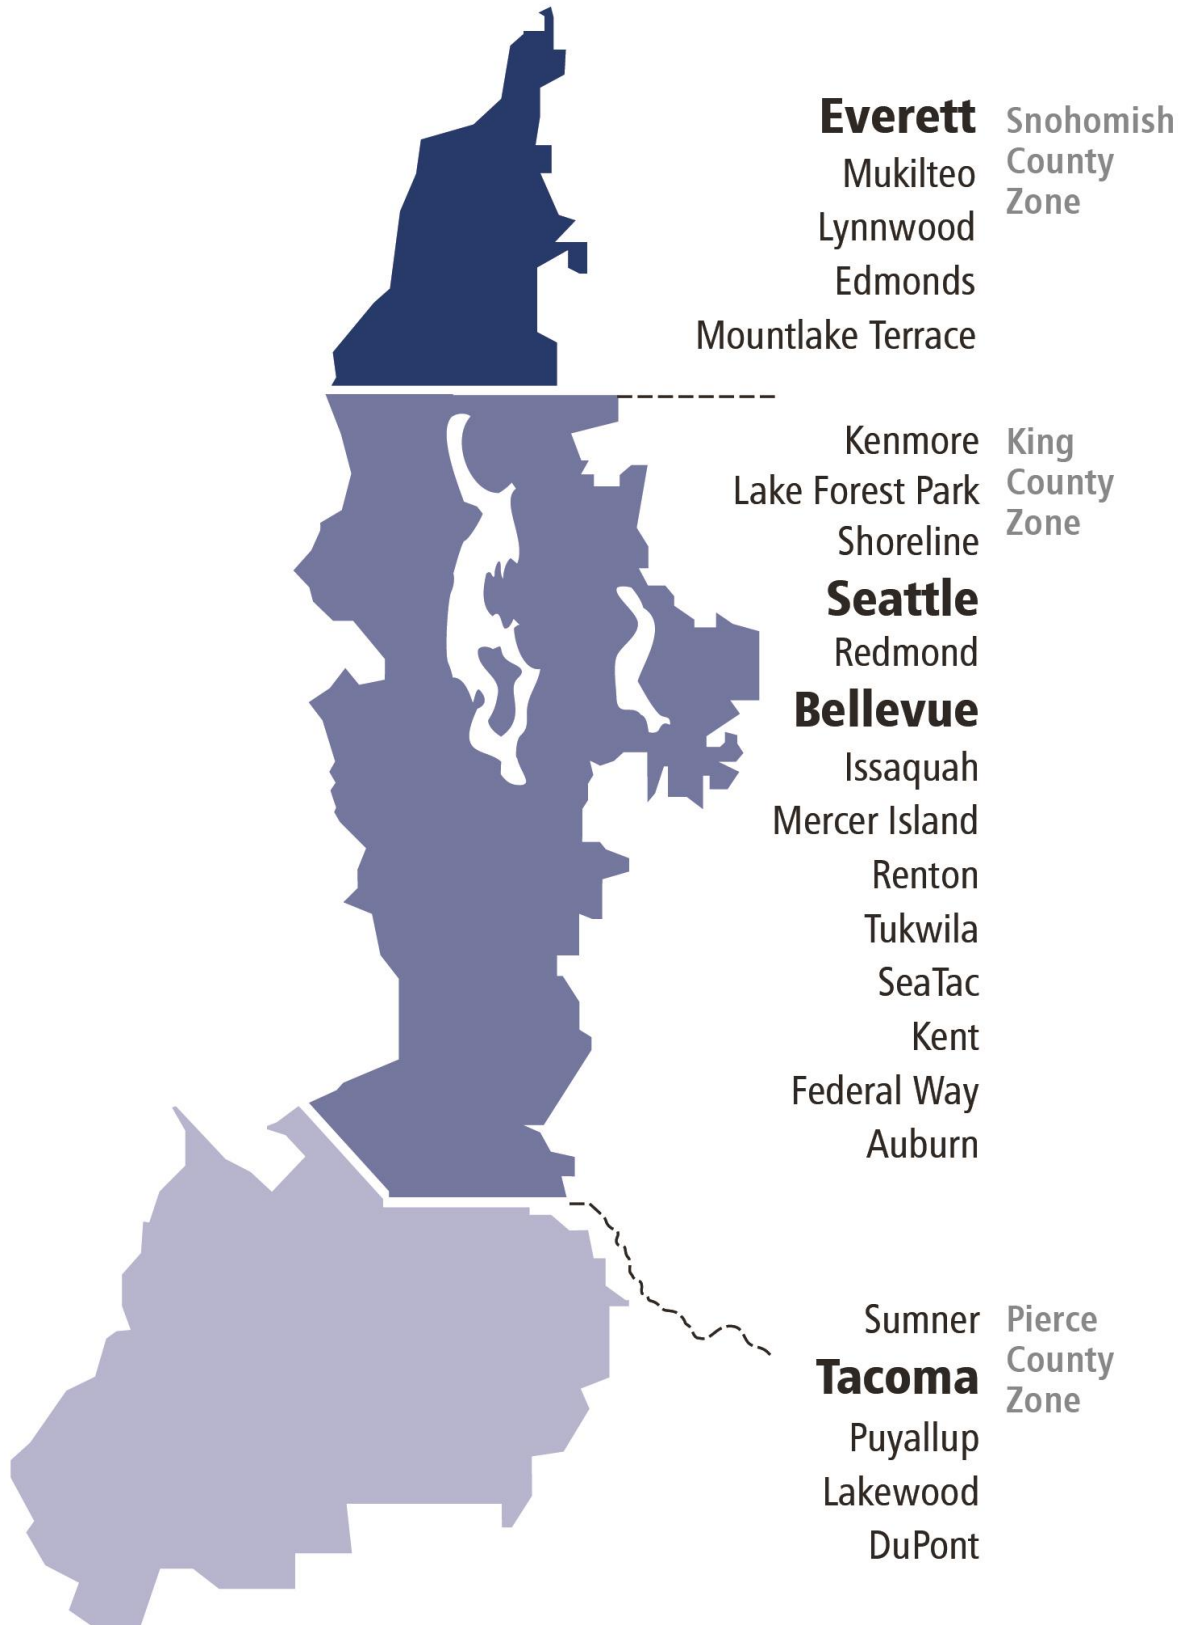 Everett
Snohomish
County
Zone
Mukilteo
Lynnwood
Edmonds
Mountlake Terrace
Kenmore
King
County
Zone
Lake Forest Park
Shoreline
Seattle
Redmond
Bellevue
Issaquah
Mercer Island
Renton
Tukwila
SeaTac
Kent
Federal Way
Auburn
Sumner
Pierce
County
Zone
Tacoma
Puyallup
Lakewood
DuPont